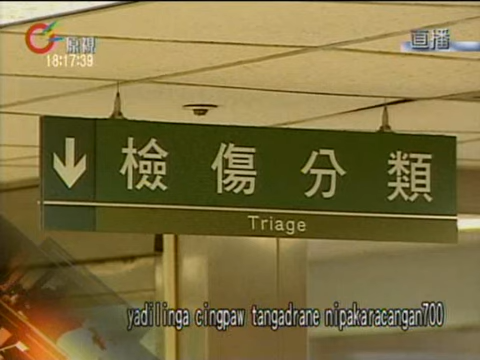 原視
直播
18:17:39
檢傷分類
Triage
yadilinga cingpaw tangadrane nipakaracangan700